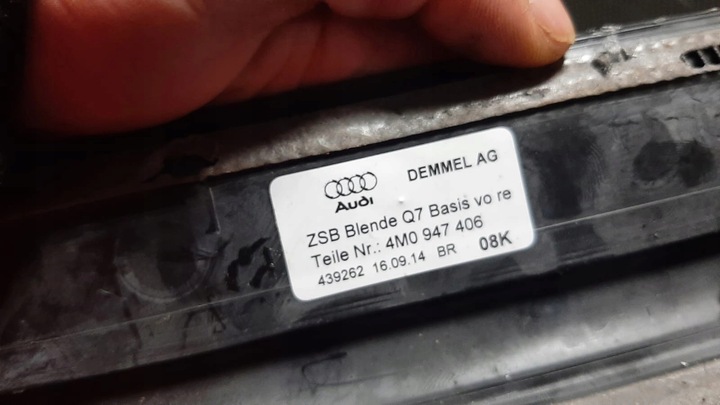 Audi
DEMMEL AG
ZSB Blende Q7 Basis vo re
Teile Nr.: 4M0 947 406
439262 16.09.14 BR 08K